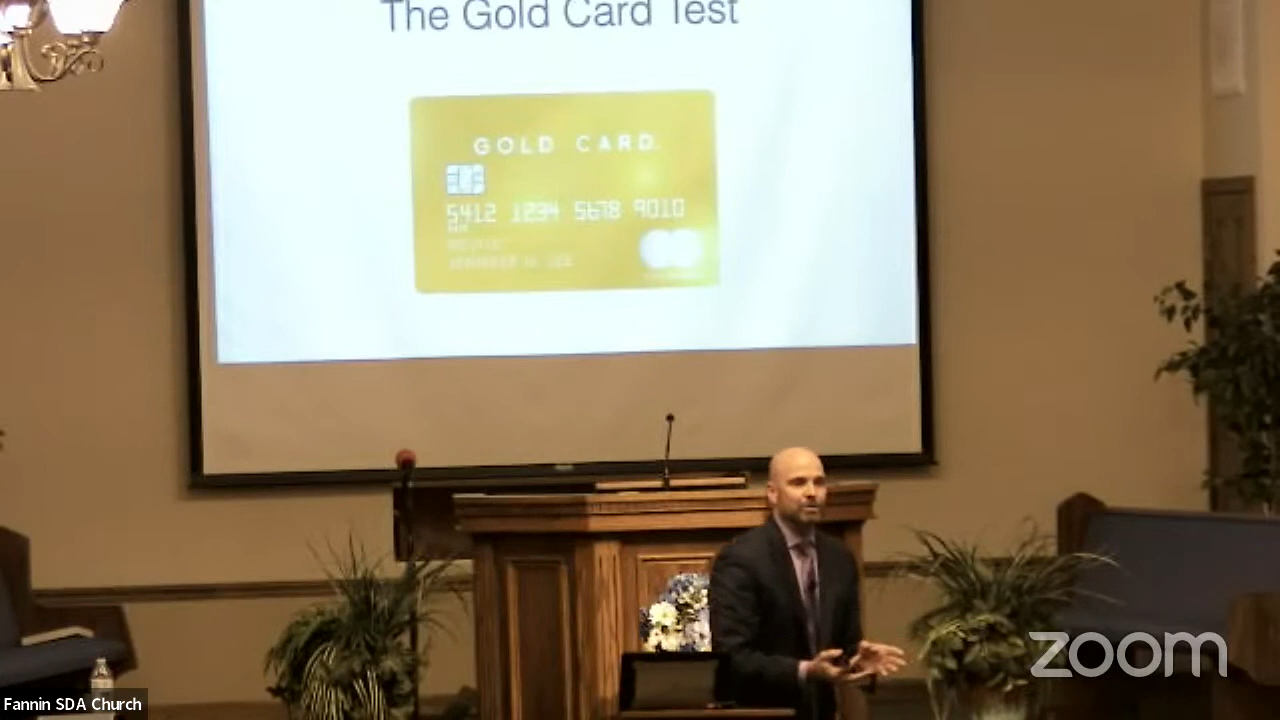 The Gold Card Test
GOLD CARD.
5412 1234 5678 9010
zoom
Fannin SDA Church